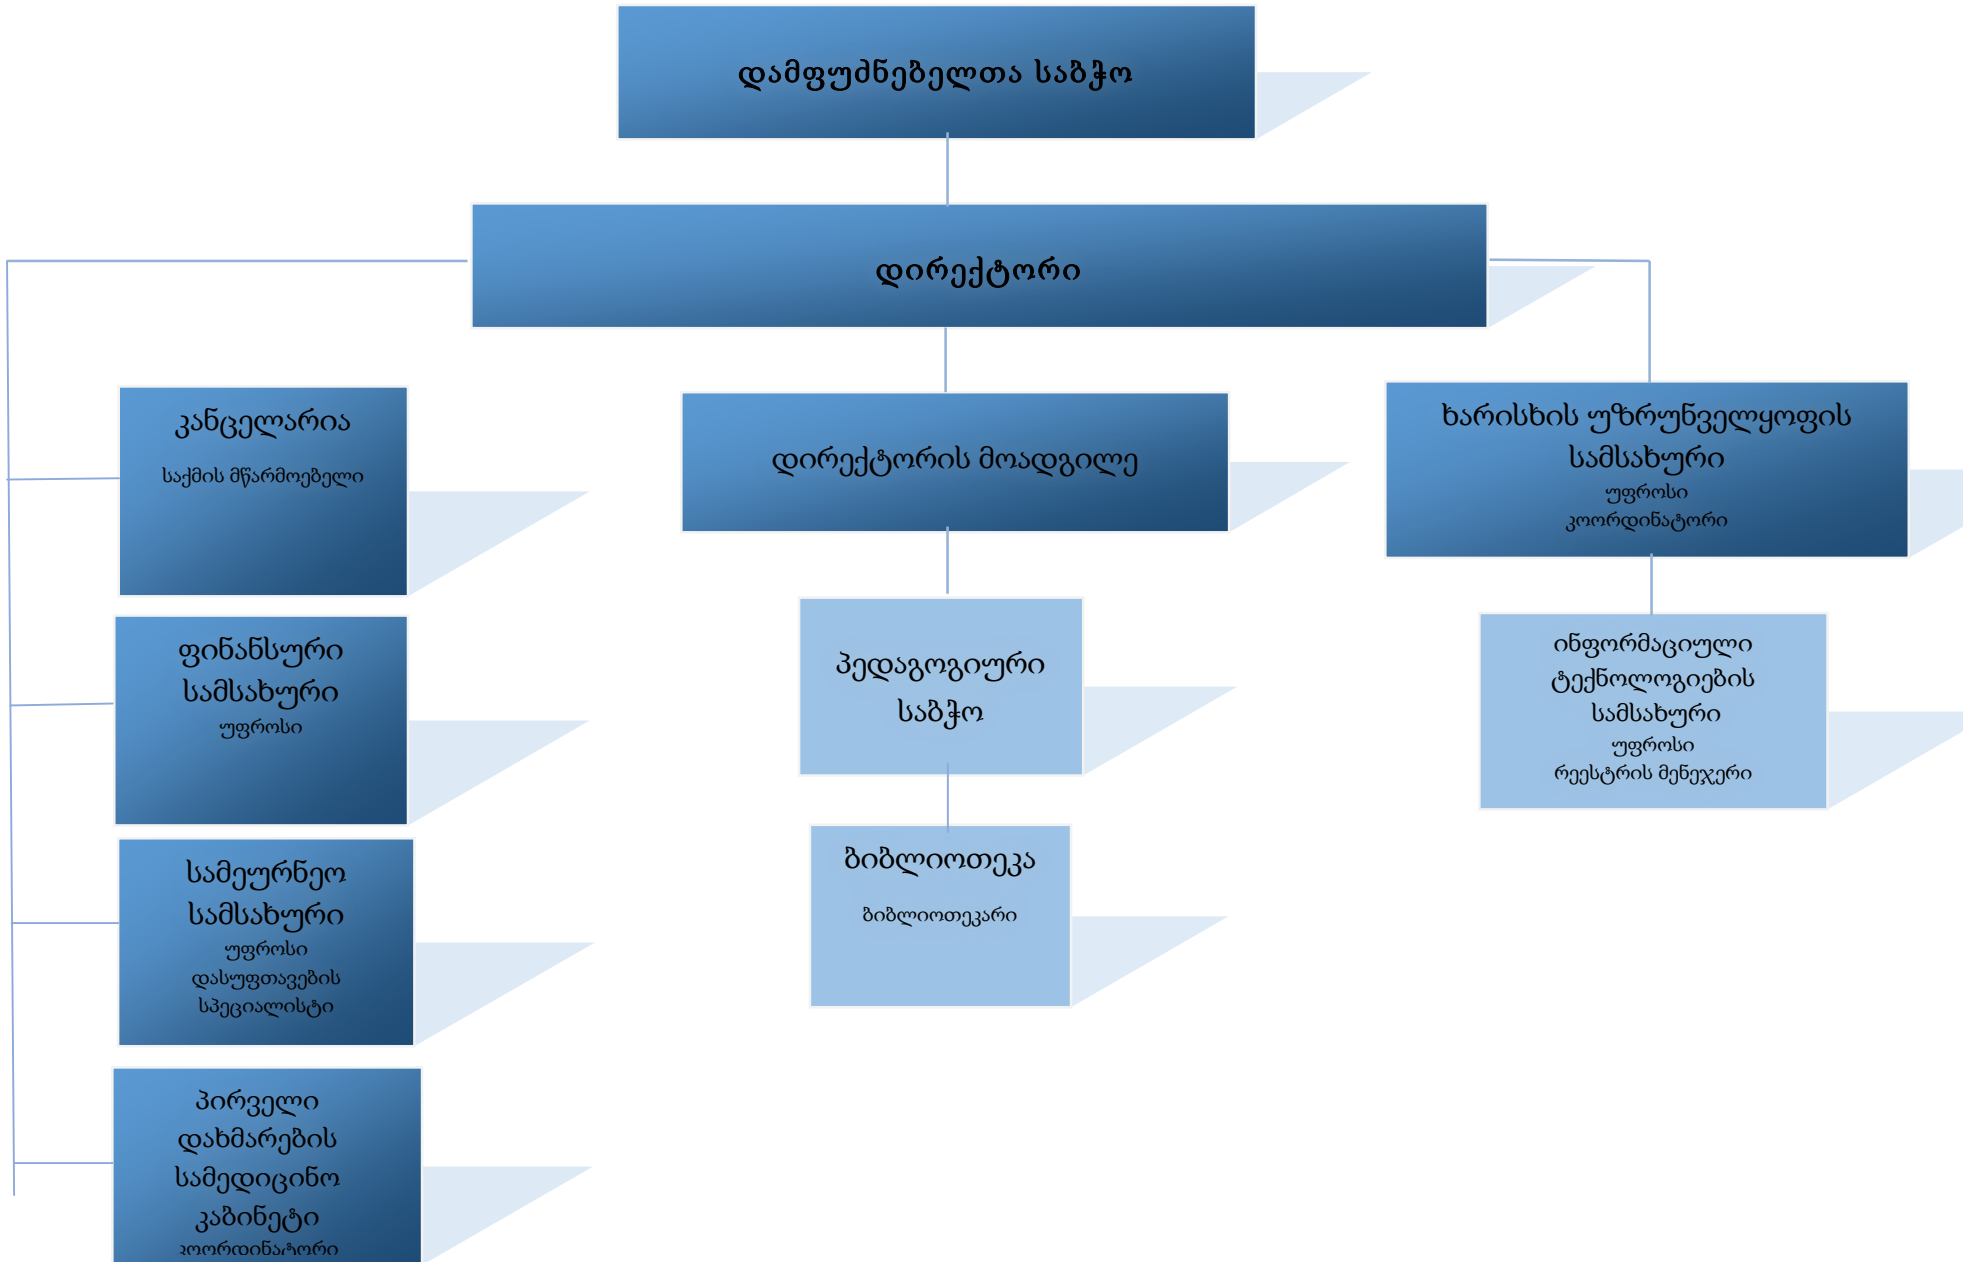 დამფუძნებელთა საბჭო
დირექტორი
კანცელარია
საქმის მწარმოებელი
ფინანსური
სამსახური
უფროსი
სამეურნეო
სამსახური
უფროსი
დასუფთავების
სპეციალისტი
პირველი
დახმარების
სამედიცინო
კაბინეტი
კოორდინატორი
დირექტორის მოადგილე
პედაგოგიური
საბჭო
ბიბლიოთეკა
ბიბლიოთეკარი
ხარისხის უზრუნველყოფის
სამსახური
უფროსი
კოორდინატორი
ინფორმაციული
ტექნოლოგიების
სამსახური
უფროსი
რეესტრის მენეჯერი